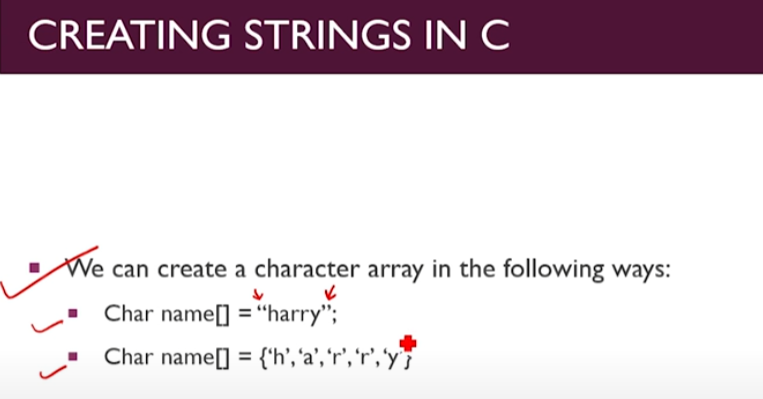 CREATING STRINGS IN C
We can create a character array in the following ways:
Char name[] = “harry”;
Char name[] = {‘h’,‘a’,‘r’,‘r’,‘y’}